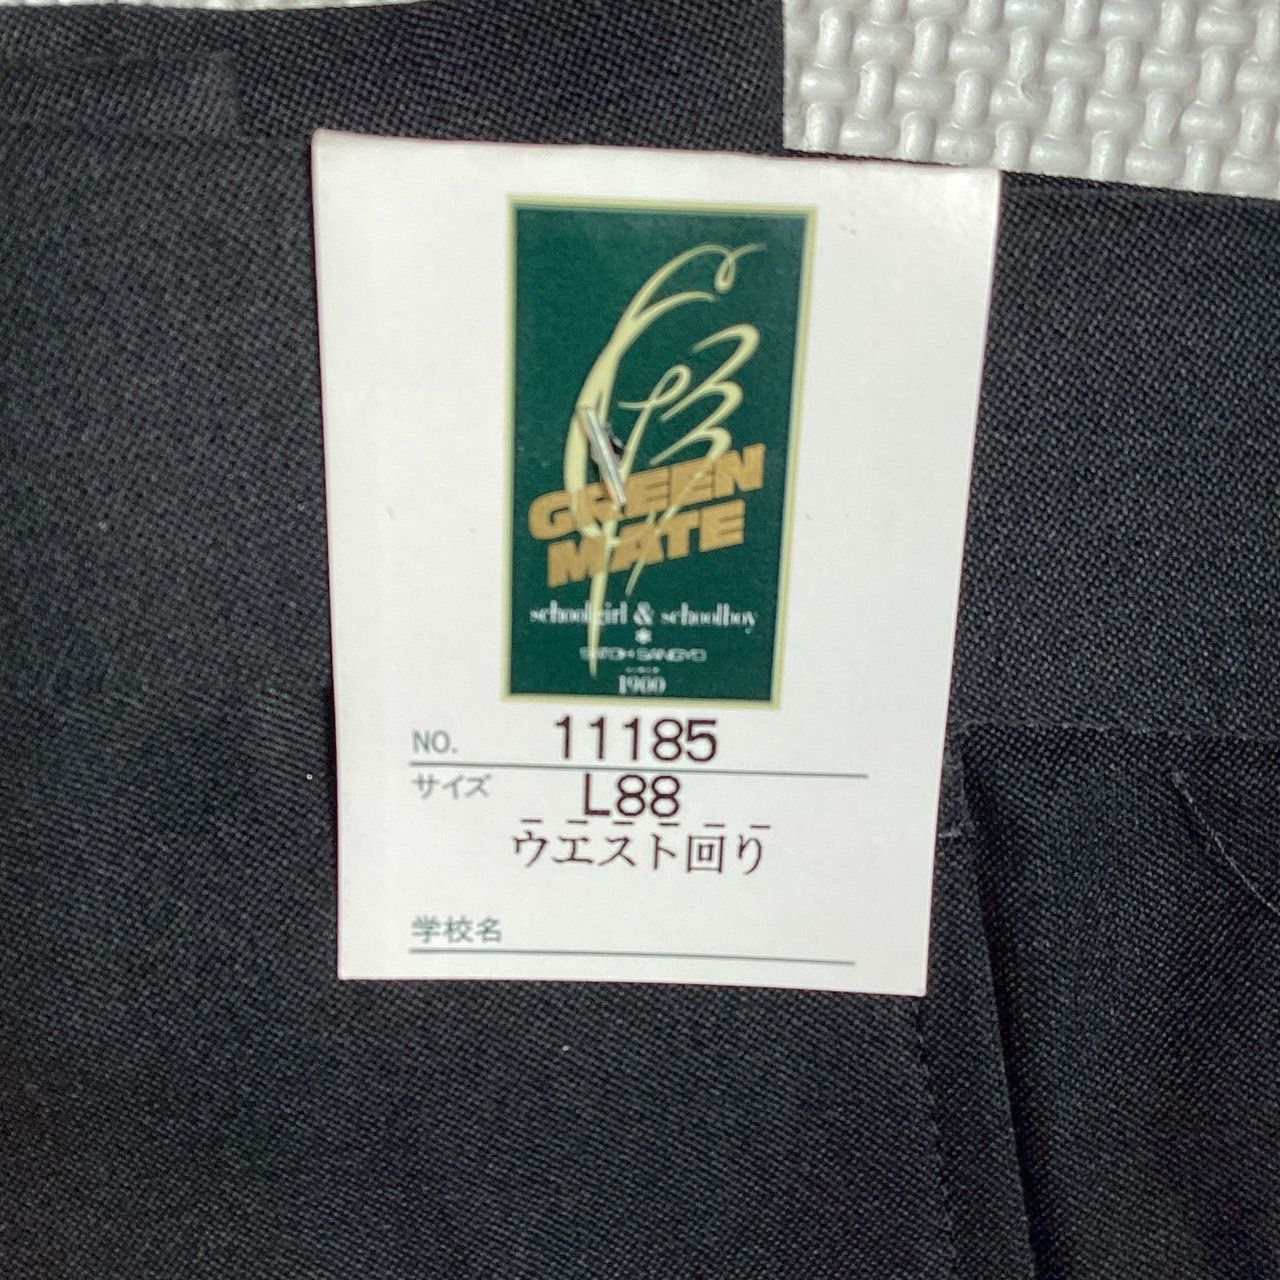 GREEN
MATE
schoolgirl & schoolboy
SATOH SANGYO
SINCE
1900
NO. 11185
サイズ L88
ウエスト回り
学校名